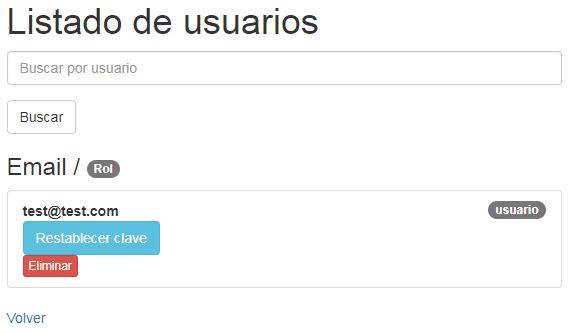 Listado de usuarios
Buscar por usuario
Buscar
Email / Rol
test@test.com usuario
Restablecer clave
Eliminar
Volver